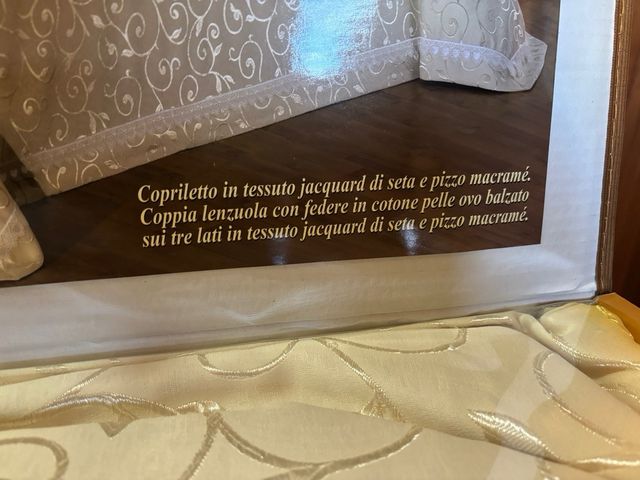 Copriletto in tessuto jacquard di seta e pizzo macramé.
Coppia lenzuola con federe in cotone pelle ovo balzato
sui tre lati in tessuto jacquard di seta e pizzo macramé.